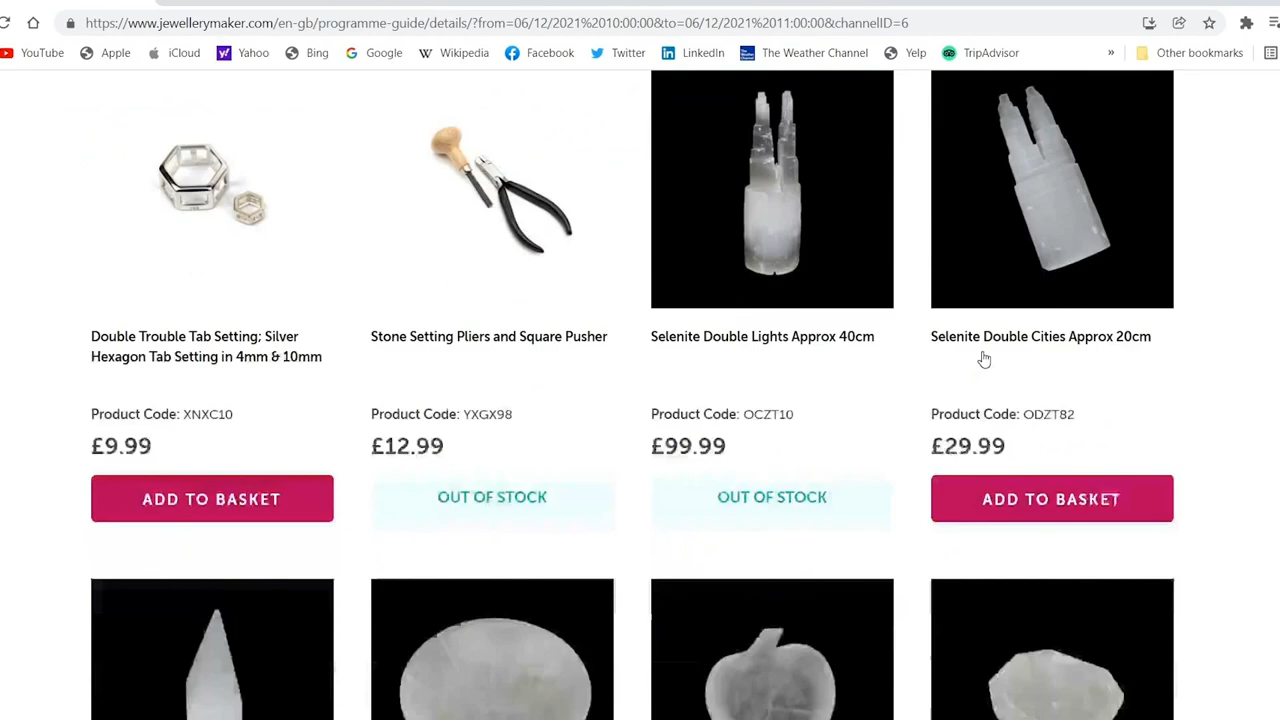 https://www.jewellerymaker.com/en-gb/programme-guide/details/?from=06/12/2021%2010:00:00&to=06/12/2021%2011:00:00&channelID=6
YouTube Apple iCloud Yahoo Bing Google Wikipedia Facebook Twitter LinkedIn The Weather Channel Yelp TripAdvisor » Other bookmarks
Double Trouble Tab Setting; Silver
Hexagon Tab Setting in 4mm & 10mm
Stone Setting Pliers and Square Pusher
Selenite Double Lights Approx 40cm
Selenite Double Cities Approx 20cm
Product Code: XNXC10
Product Code: YXGX98
Product Code: OCZT10
Product Code: ODZT82
£9.99
£12.99
£99.99
£29.99
ADD TO BASKET
OUT OF STOCK
OUT OF STOCK
ADD TO BASKET